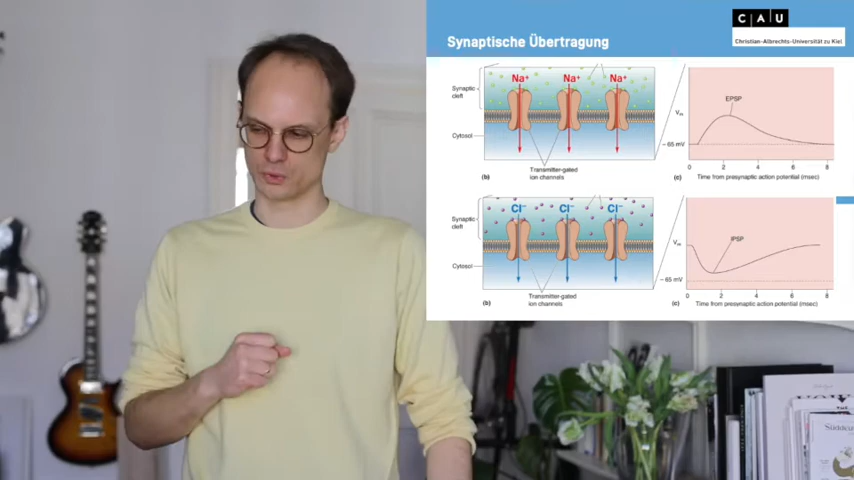 CAU
Christian-Albrechts-Universität zu Kiel
Synaptische Übertragung
Synaptic
cleft
Cytosol
Na⁺ Na⁺ Na⁺
Transmitter-gated
ion channels
(b)
EPSP
Vₘ
−65 mV
0 2 4 6 8
(c) Time from presynaptic action potential (msec)
Synaptic
cleft
Cytosol
Cl⁻ Cl⁻ Cl⁻
Transmitter-gated
ion channels
(b)
IPSP
Vₘ
−65 mV
0 2 4 6 8
(c) Time from presynaptic action potential (msec)